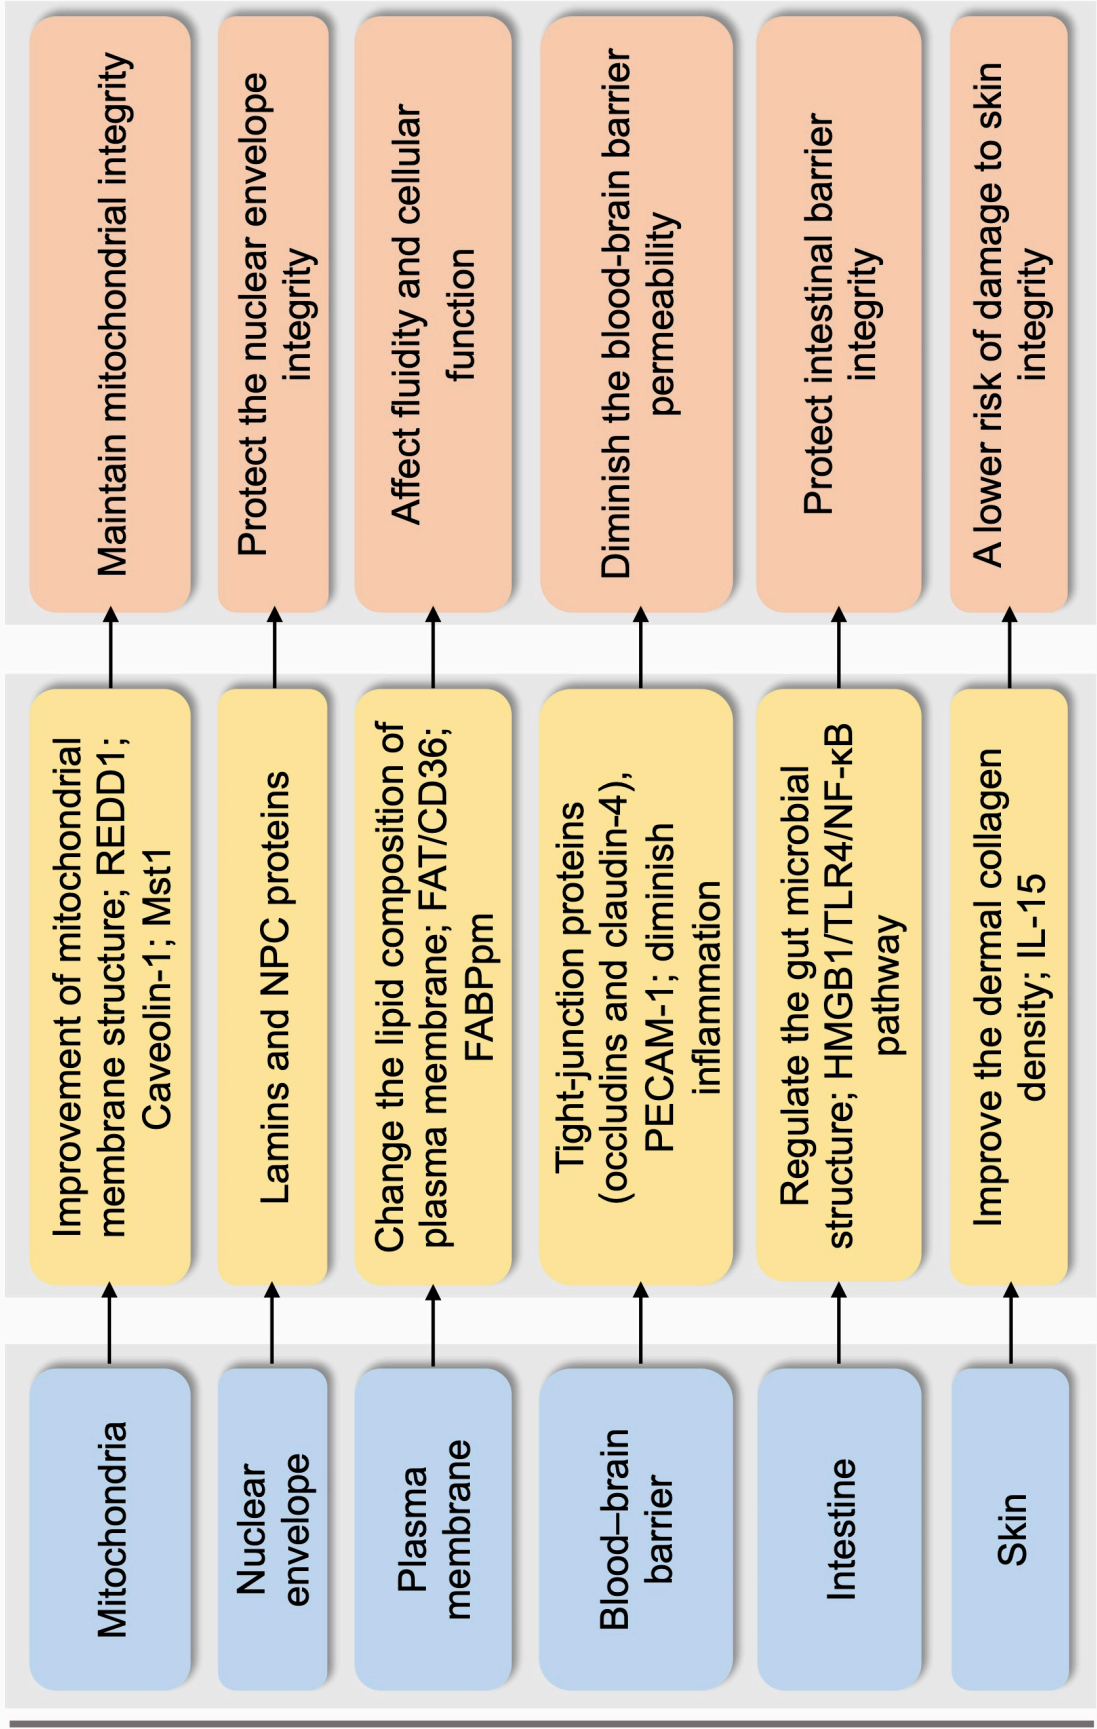 Mitochondria
Improvement of mitochondrial
membrane structure; REDD1;
Caveolin-1; Mst1
Maintain mitochondrial integrity
Nuclear
envelope
Lamins and NPC proteins
Protect the nuclear envelope
integrity
Plasma
membrane
Change the lipid composition of
plasma membrane; FAT/CD36;
FABPpm
Affect fluidity and cellular
function
Blood–brain
barrier
Tight-junction proteins
(occludins and claudin-4),
PECAM-1; diminish
inflammation
Diminish the blood-brain barrier
permeability
Intestine
Regulate the gut microbial
structure; HMGB1/TLR4/NF-κB
pathway
Protect intestinal barrier
integrity
Skin
Improve the dermal collagen
density; IL-15
A lower risk of damage to skin
integrity